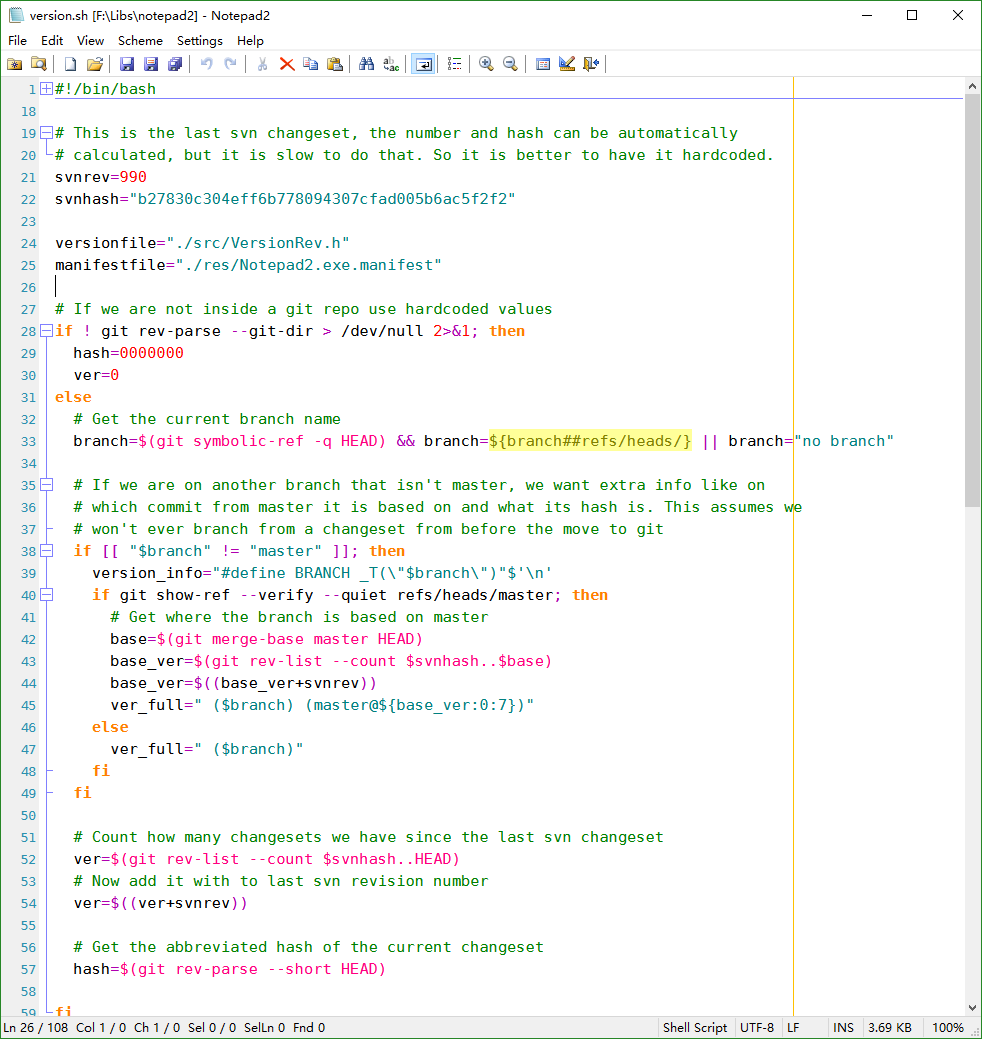 version.sh [F:\Libs\notepad2] - Notepad2
File Edit View Scheme Settings Help
1 #!/bin/bash
18
19 # This is the last svn changeset, the number and hash can be automatically
20 # calculated, but it is slow to do that. So it is better to have it hardcoded.
21 svnrev=990
22 svnhash="b27830c304eff6b778094307cfad005b6ac5f2f2"
23
24 versionfile="./src/VersionRev.h"
25 manifestfile="./res/Notepad2.exe.manifest"
26
27 # If we are not inside a git repo use hardcoded values
28 if ! git rev-parse --git-dir > /dev/null 2>&1; then
29   hash=0000000
30   ver=0
31 else
32   # Get the current branch name
33   branch=$(git symbolic-ref -q HEAD) && branch=${branch##refs/heads/} || branch="no branch"
34
35   # If we are on another branch that isn't master, we want extra info like on
36   # which commit from master it is based on and what its hash is. This assumes we
37   # won't ever branch from a changeset from before the move to git
38   if [[ "$branch" != "master" ]]; then
39     version_info="#define BRANCH _T(\"$branch\")"$'\n'
40     if git show-ref --verify --quiet refs/heads/master; then
41       # Get where the branch is based on master
42       base=$(git merge-base master HEAD)
43       base_ver=$(git rev-list --count $svnhash..$base)
44       base_ver=$((base_ver+svnrev))
45       ver_full=" ($branch) (master@${base_ver:0:7})"
46     else
47       ver_full=" ($branch)"
48     fi
49   fi
50
51   # Count how many changesets we have since the last svn changeset
52   ver=$(git rev-list --count $svnhash..HEAD)
53   # Now add it with to last svn revision number
54   ver=$((ver+svnrev))
55
56   # Get the abbreviated hash of the current changeset
57   hash=$(git rev-parse --short HEAD)
58
59 fi
Ln 26 / 108 Col 1 / 0 Ch 1 / 0 Sel 0 / 0 SelLn 0 Fnd 0 Shell Script UTF-8 LF INS 3.69 KB 100%